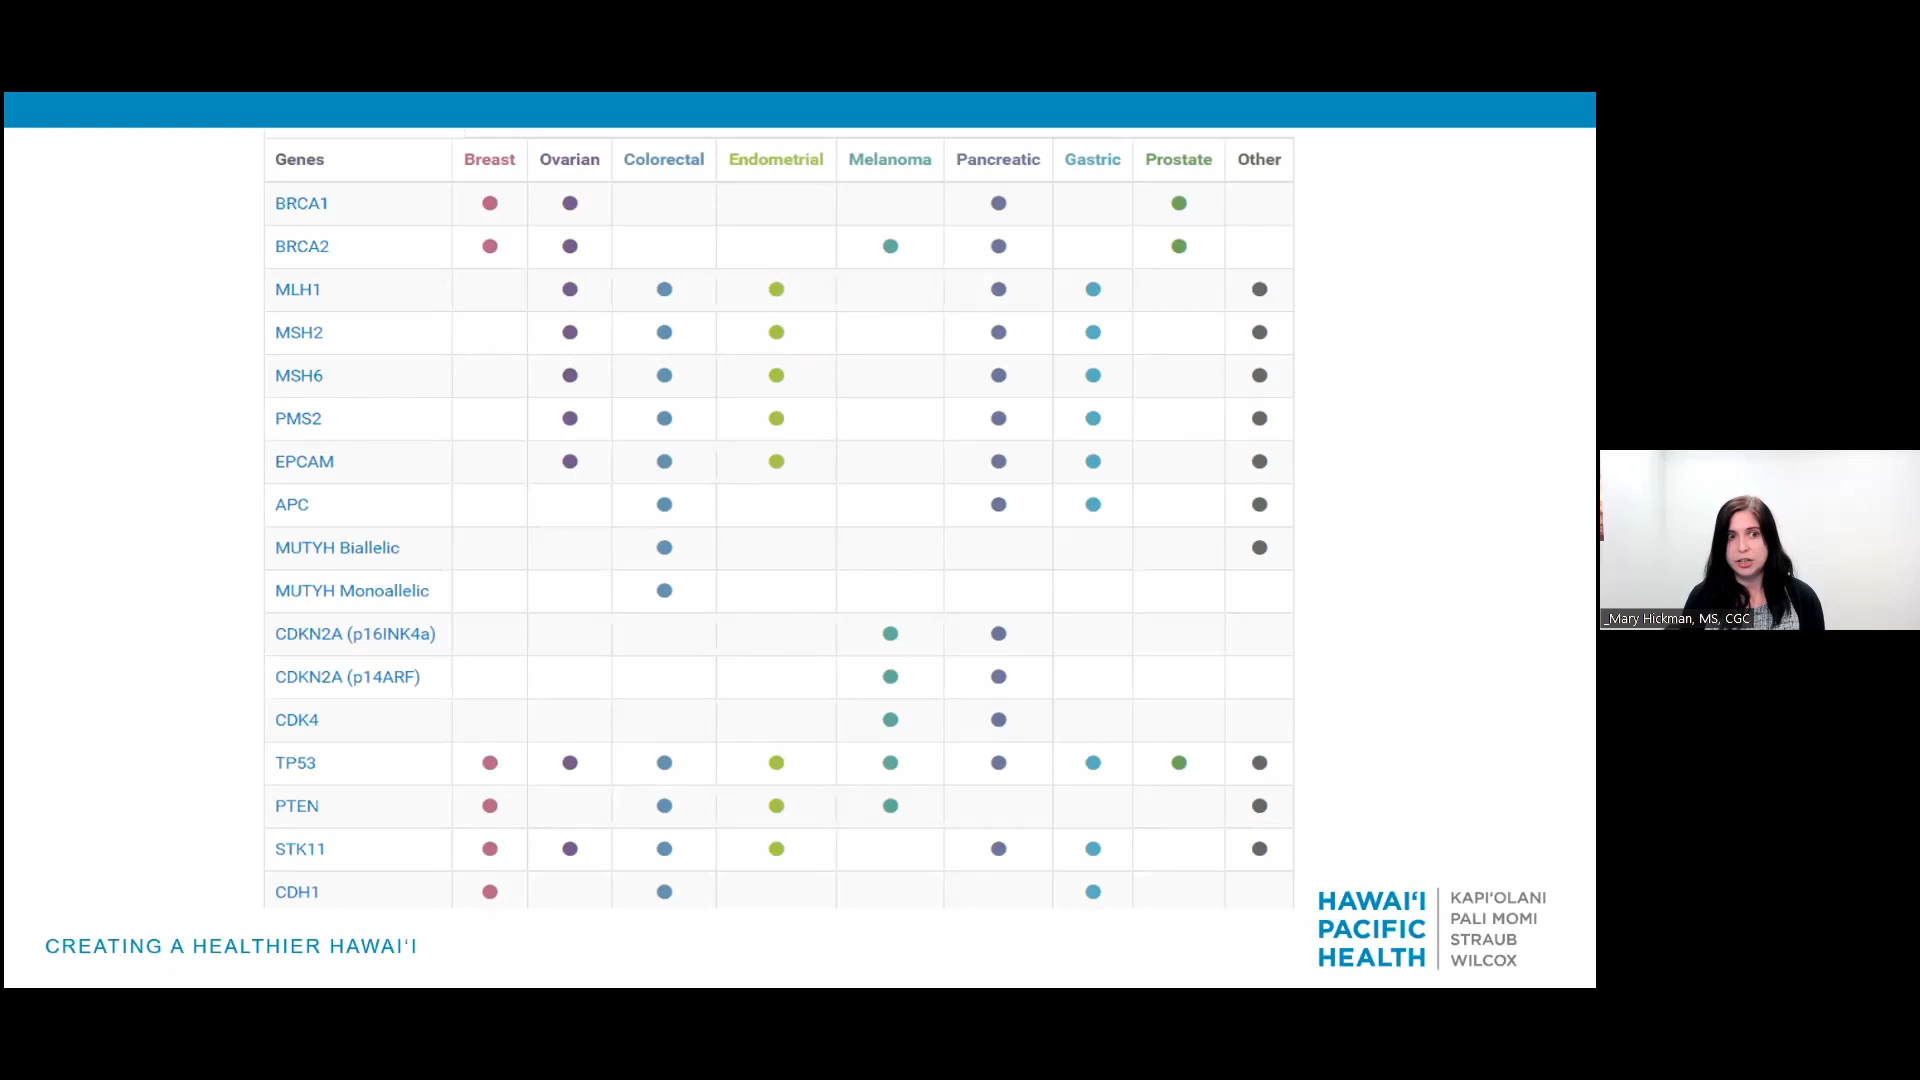 Genes Breast Ovarian Colorectal Endometrial Melanoma Pancreatic Gastric Prostate Other
BRCA1
BRCA2
MLH1
MSH2
MSH6
PMS2
EPCAM
APC
MUTYH Biallelic
MUTYH Monoallelic
CDKN2A (p16INK4a)
CDKN2A (p14ARF)
CDK4
TP53
PTEN
STK11
CDH1
CREATING A HEALTHIER HAWAIʻI
HAWAIʻI
PACIFIC
HEALTH
KAPIʻOLANI
PALI MOMI
STRAUB
WILCOX
_Mary Hickman, MS, CGC